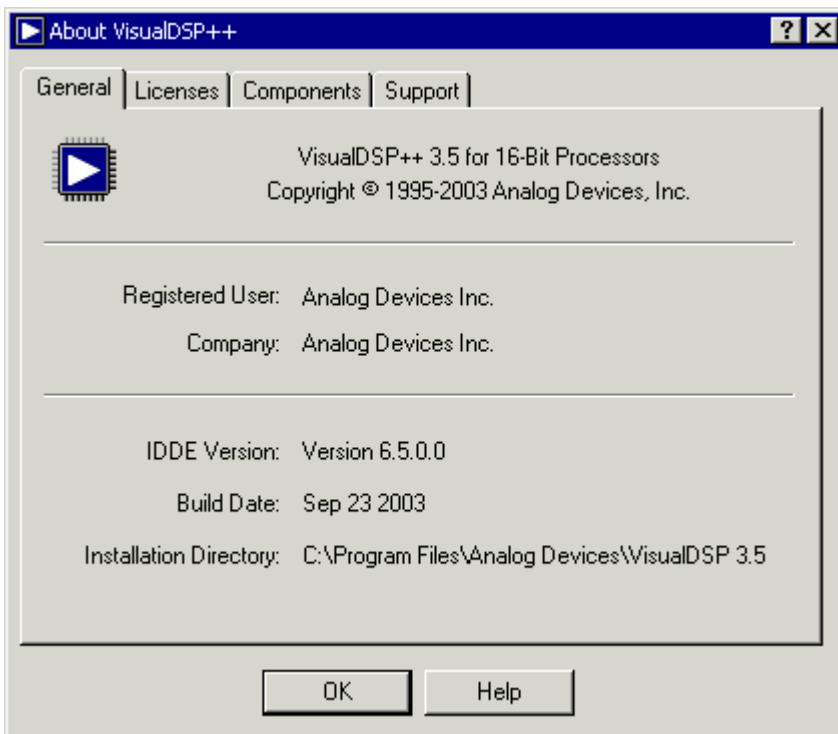 About VisualDSP++
General Licenses Components Support
VisualDSP++ 3.5 for 16-Bit Processors
Copyright © 1995-2003 Analog Devices, Inc.
Registered User: Analog Devices Inc.
Company: Analog Devices Inc.
IDDE Version: Version 6.5.0.0
Build Date: Sep 23 2003
Installation Directory: C:\Program Files\Analog Devices\VisualDSP 3.5
OK Help